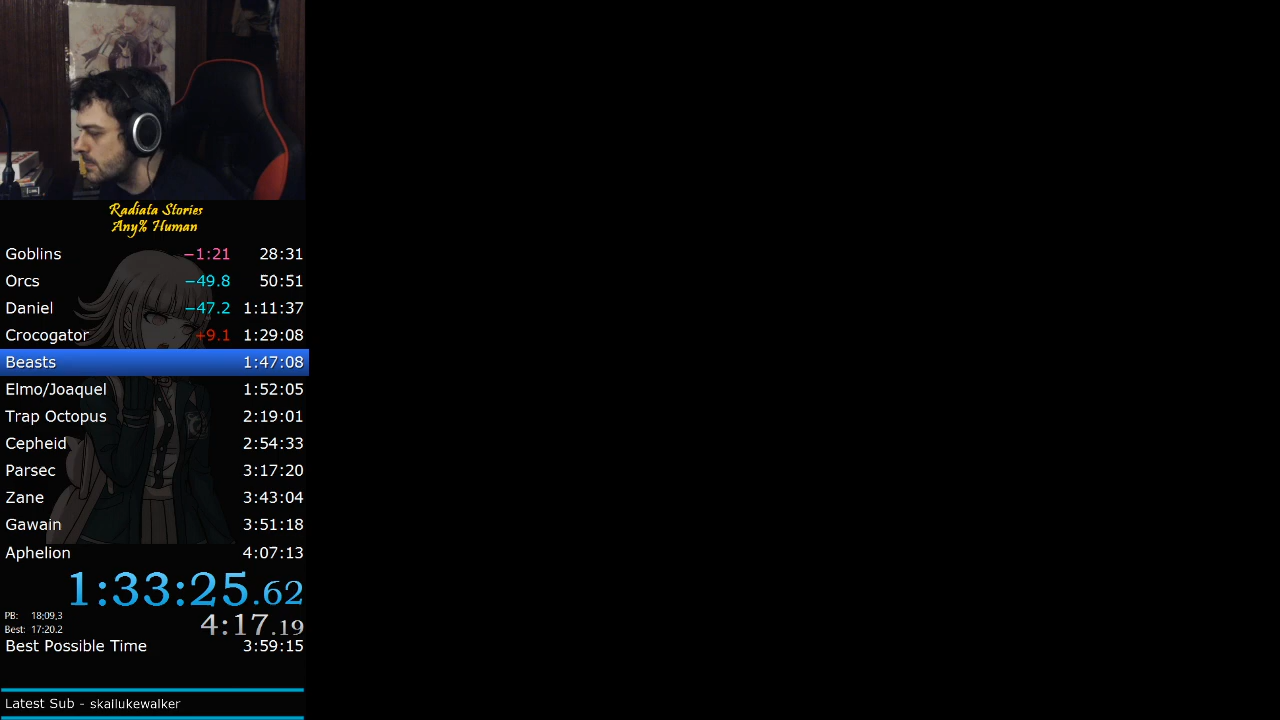 Radiata Stories
Any% Human
Goblins −1:21 28:31
Orcs −49.8 50:51
Daniel −47.2 1:11:37
Crocogator +9.1 1:29:08
Beasts 1:47:08
Elmo/Joaquel 1:52:05
Trap Octopus 2:19:01
Cepheid 2:54:33
Parsec 3:17:20
Zane 3:43:04
Gawain 3:51:18
Aphelion 4:07:13
1:33:25.62
PB: 18;09,3
Best: 17:20.2
4:17.19
Best Possible Time 3:59:15
Latest Sub - skallukewalker